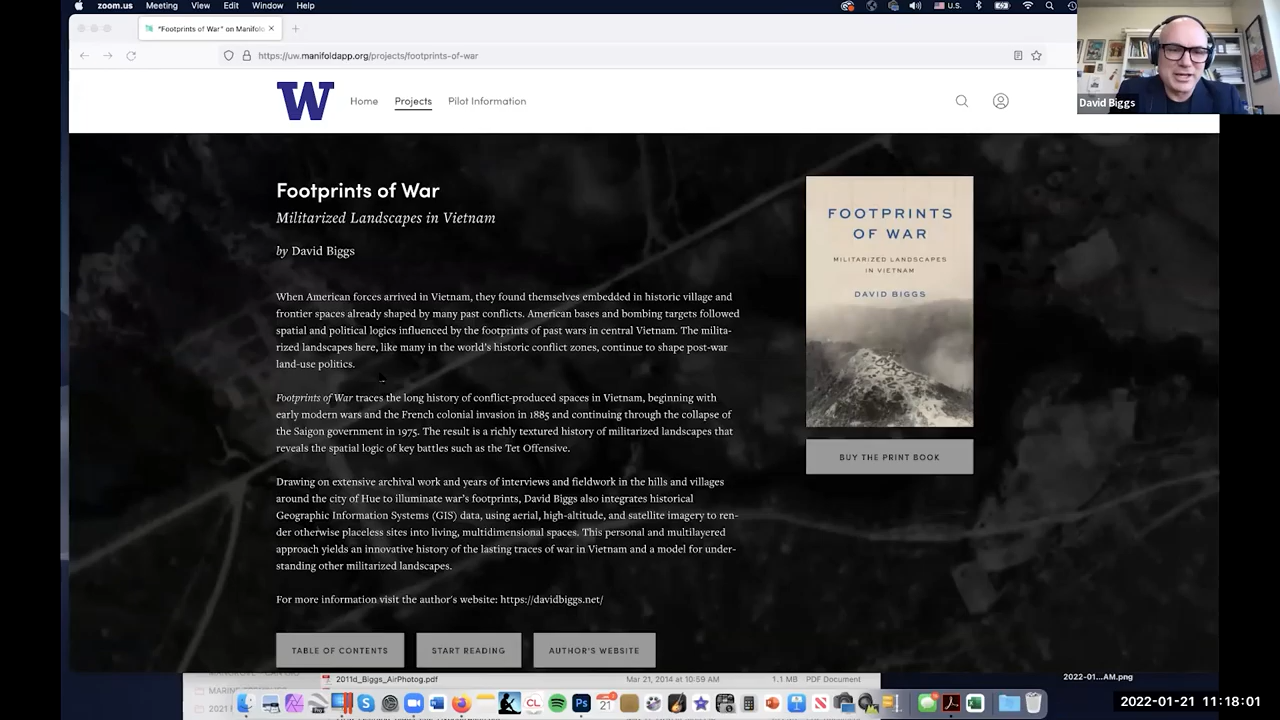 zoom.us Meeting View Edit Window Help
U.S.
"Footprints of War" on Manifol
https://uw.manifoldapp.org/projects/footprints-of-war
W
Home Projects Pilot Information
David Biggs
Footprints of War
Militarized Landscapes in Vietnam
by David Biggs
When American forces arrived in Vietnam, they found themselves embedded in historic village and
frontier spaces already shaped by many past conflicts. American bases and bombing targets followed
spatial and political logics influenced by the footprints of past wars in central Vietnam. The milita-
rized landscapes here, like many in the world's historic conflict zones, continue to shape post-war
land-use politics.
Footprints of War traces the long history of conflict-produced spaces in Vietnam, beginning with
early modern wars and the French colonial invasion in 1885 and continuing through the collapse of
the Saigon government in 1975. The result is a richly textured history of militarized landscapes that
reveals the spatial logic of key battles such as the Tet Offensive.
Drawing on extensive archival work and years of interviews and fieldwork in the hills and villages
around the city of Hue to illuminate war's footprints, David Biggs also integrates historical
Geographic Information Systems (GIS) data, using aerial, high-altitude, and satellite imagery to ren-
der otherwise placeless sites into living, multidimensional spaces. This personal and multilayered
approach yields an innovative history of the lasting traces of war in Vietnam and a model for under-
standing other militarized landscapes.
For more information visit the author's website: https://davidbiggs.net/
TABLE OF CONTENTS START READING AUTHOR'S WEBSITE
FOOTPRINTS
OF WAR
MILITARIZED LANDSCAPES
IN VIETNAM
DAVID BIGGS
BUY THE PRINT BOOK
2011d_Biggs_AirPhotog.pdf Mar 21, 2014 at 10:59 AM 1.1 MB PDF Document
2022-01...AM.png
2022-01-21 11:18:01